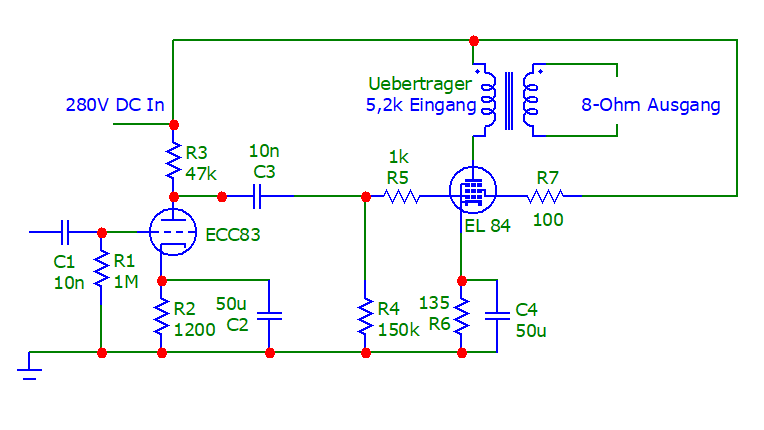 Uebertrager
280V DC In
5,2k Eingang
8-Ohm Ausgang
R3
47k
10n
C3
1k
R5
R7
100
EL 84
ECC83
C1
10n
R1
1M
R2
1200
50u
C2
R4
150k
135
R6
C4
50u